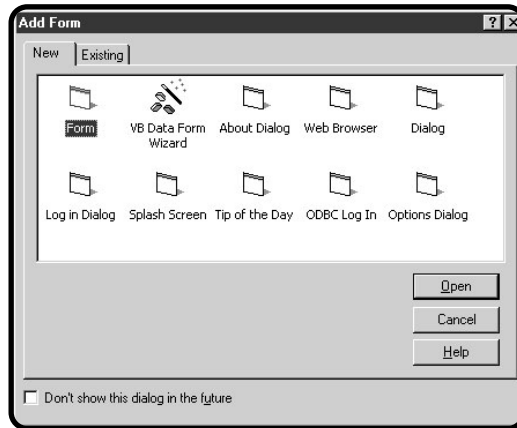 Add Form
New Existing
Form VB Data Form Wizard About Dialog Web Browser Dialog
Log in Dialog Splash Screen Tip of the Day ODBC Log In Options Dialog
Open
Cancel
Help
Don't show this dialog in the future